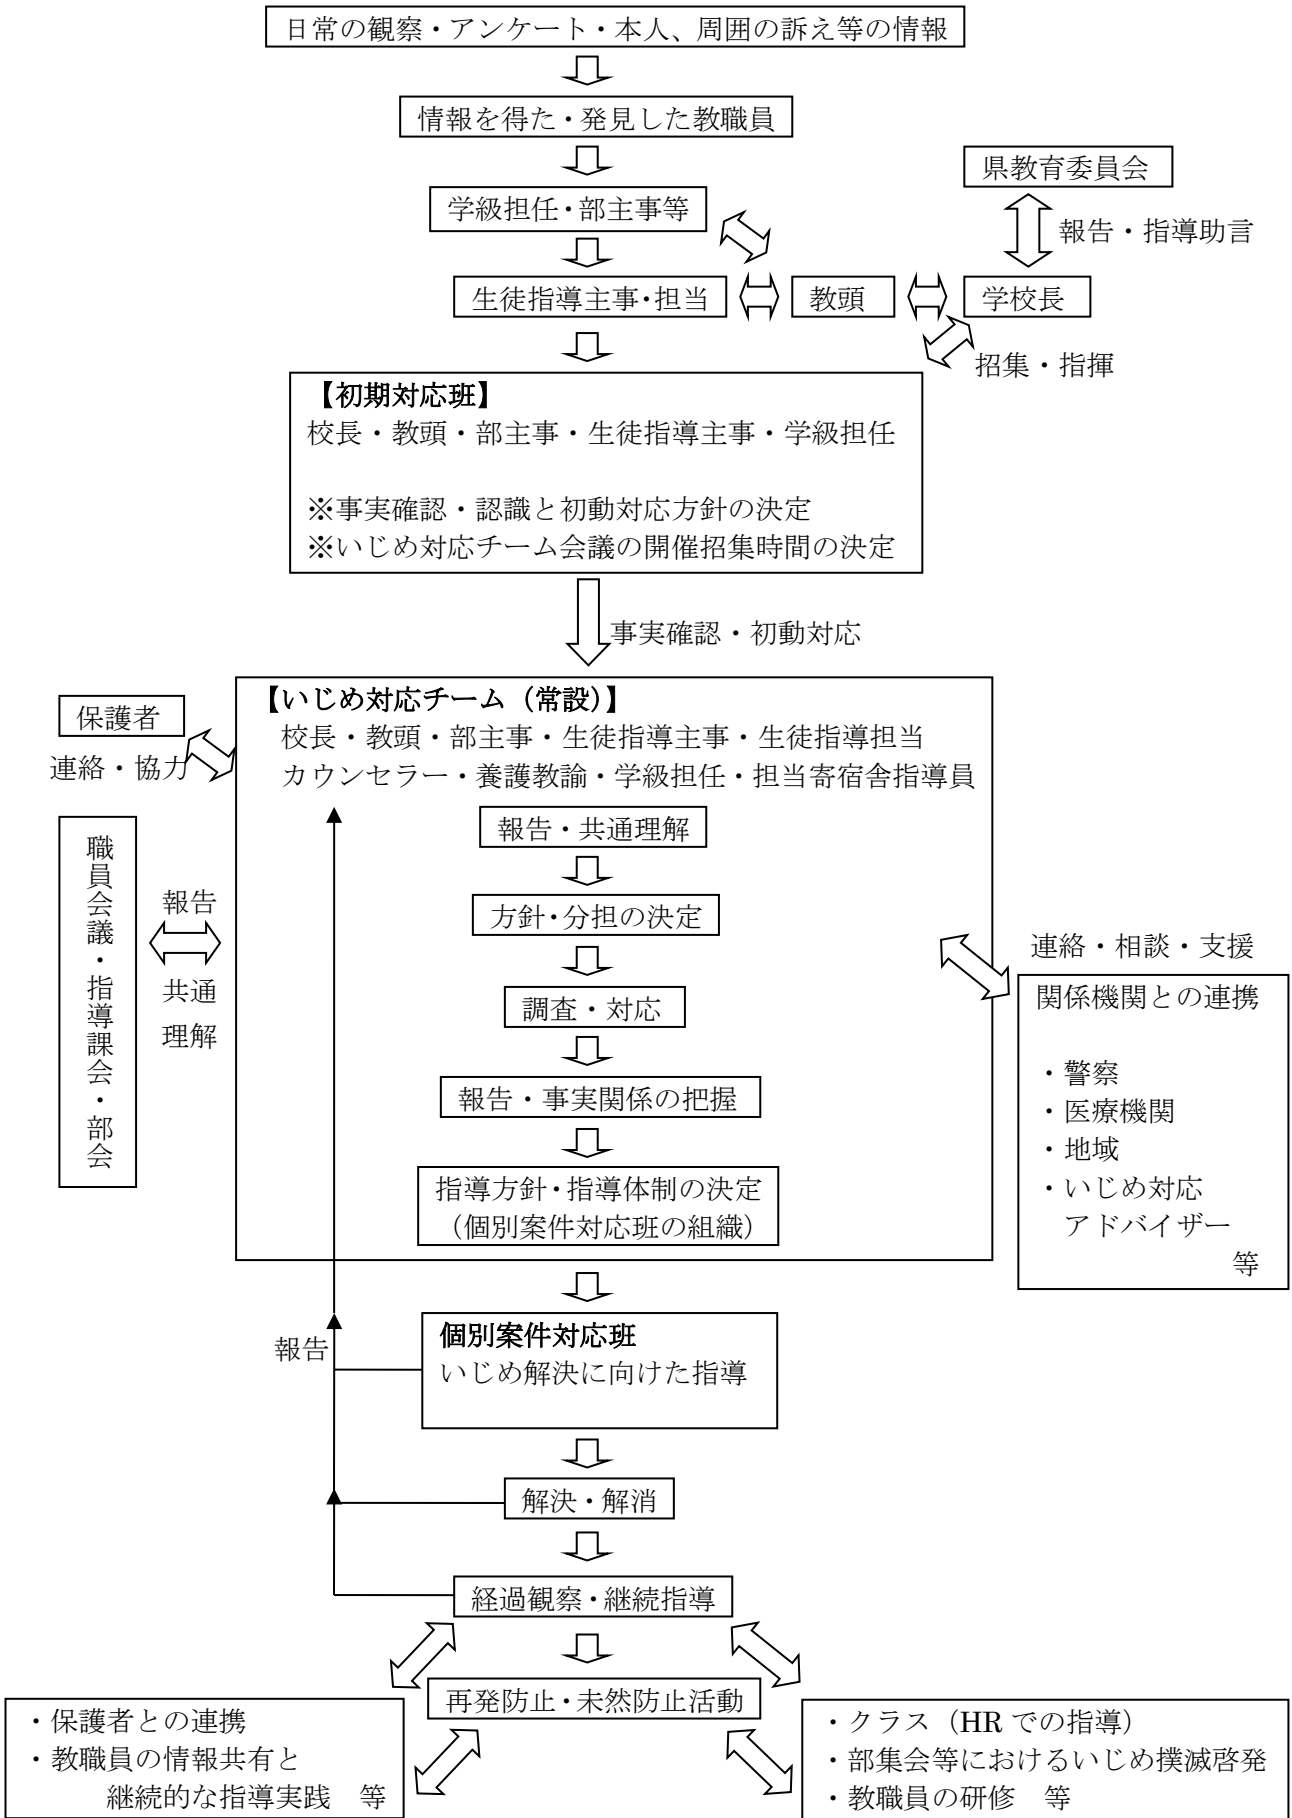 日常の観察・アンケート・本人、周囲の訴え等の情報
情報を得た・発見した教職員
県教育委員会
学級担任・部主事等
報告・指導助言
生徒指導主事・担当
教頭
学校長
招集・指揮
【初期対応班】
校長・教頭・部主事・生徒指導主事・学級担任
※事実確認・認識と初動対応方針の決定
※いじめ対応チーム会議の開催招集時間の決定
事実確認・初動対応
【いじめ対応チーム（常設）】
校長・教頭・部主事・生徒指導主事・生徒指導担当
カウンセラー・養護教諭・学級担任・担当寄宿舎指導員
保護者
連絡・協力
職員会議・指導課会・部会
報告
共通
理解
報告・共通理解
方針・分担の決定
調査・対応
報告・事実関係の把握
指導方針・指導体制の決定
（個別案件対応班の組織）
連絡・相談・支援
関係機関との連携
・警察
・医療機関
・地域
・いじめ対応
アドバイザー
等
個別案件対応班
いじめ解決に向けた指導
報告
解決・解消
経過観察・継続指導
再発防止・未然防止活動
・保護者との連携
・教職員の情報共有と
継続的な指導実践　等
・クラス（HR での指導）
・部集会等におけるいじめ撲滅啓発
・教職員の研修　等